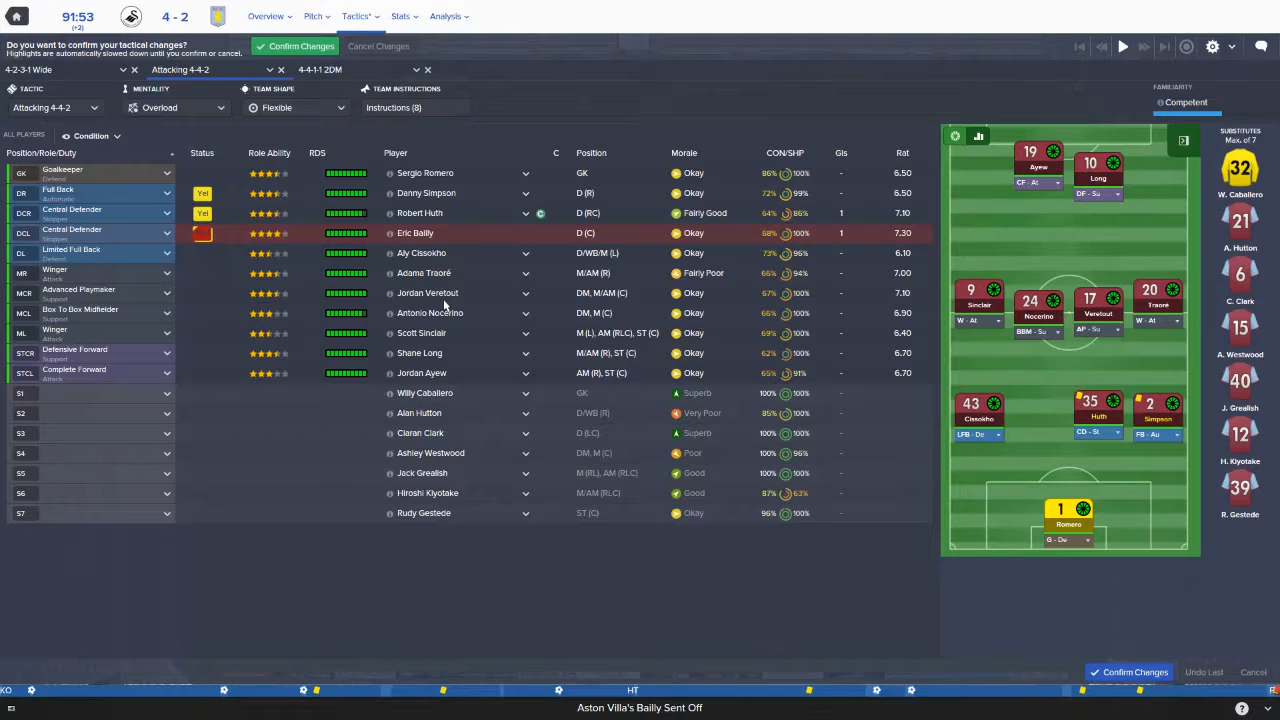 91:53
(+2)
4 - 2
Overview
Pitch
Tactics*
Stats
Analysis
Do you want to confirm your tactical changes?
Highlights are automatically slowed down until you confirm or cancel.
Confirm Changes
Cancel Changes
4-2-3-1 Wide
Attacking 4-4-2
4-4-1-1 2DM
TACTIC
MENTALITY
TEAM SHAPE
TEAM INSTRUCTIONS
FAMILIARITY
Attacking 4-4-2
Overload
Flexible
Instructions (8)
Competent
ALL PLAYERS
Condition
Position/Role/Duty Status Role Ability RDS Player C Position Morale CON/SHP Gls Rat
GK Goalkeeper Defend Sergio Romero GK Okay 86% 100% - 6.50
DR Full Back Automatic Yel Danny Simpson D (R) Okay 72% 99% - 6.50
DCR Central Defender Stopper Yel Robert Huth C D (RC) Fairly Good 64% 86% 1 7.10
DCL Central Defender Stopper Eric Bailly D (C) Okay 68% 100% 1 7.30
DL Limited Full Back Defend Aly Cissokho D/WB/M (L) Okay 73% 96% - 6.10
MR Winger Attack Adama Traoré M/AM (R) Fairly Poor 66% 94% - 7.00
MCR Advanced Playmaker Support Jordan Veretout DM, M/AM (C) Okay 67% 100% - 7.10
MCL Box To Box Midfielder Support Antonio Nocerino DM, M (C) Okay 66% 100% - 6.90
ML Winger Attack Scott Sinclair M (L), AM (RLC), ST (C) Okay 69% 100% - 6.40
STCR Defensive Forward Support Shane Long M/AM (R), ST (C) Okay 62% 100% - 6.70
STCL Complete Forward Attack Jordan Ayew AM (R), ST (C) Okay 65% 91% - 6.70
S1 Willy Caballero GK Superb 100% 100% -
S2 Alan Hutton D/WB (R) Very Poor 85% 100% -
S3 Ciaran Clark D (LC) Superb 100% 100% -
S4 Ashley Westwood DM, M (C) Poor 100% 96% -
S5 Jack Grealish M (RL), AM (RLC) Good 100% 100% -
S6 Hiroshi Kiyotake M/AM (RLC) Good 87% 63% -
S7 Rudy Gestede ST (C) Okay 96% 100% -
19
Ayew
CF - At
10
Long
DF - Su
9
Sinclair
W - At
24
Nocerino
BBM - Su
17
Veretout
AP - Su
20
Traoré
W - At
43
Cissokho
LFB - De
35
Huth
CD - St
2
Simpson
FB - Au
1
Romero
G - De
SUBSTITUTES
Max. of 7
32
W. Caballero
21
A. Hutton
6
C. Clark
15
A. Westwood
40
J. Grealish
12
H. Kiyotake
39
R. Gestede
Confirm Changes
Undo Last
Cancel
KO
HT
Aston Villa's Bailly Sent Off